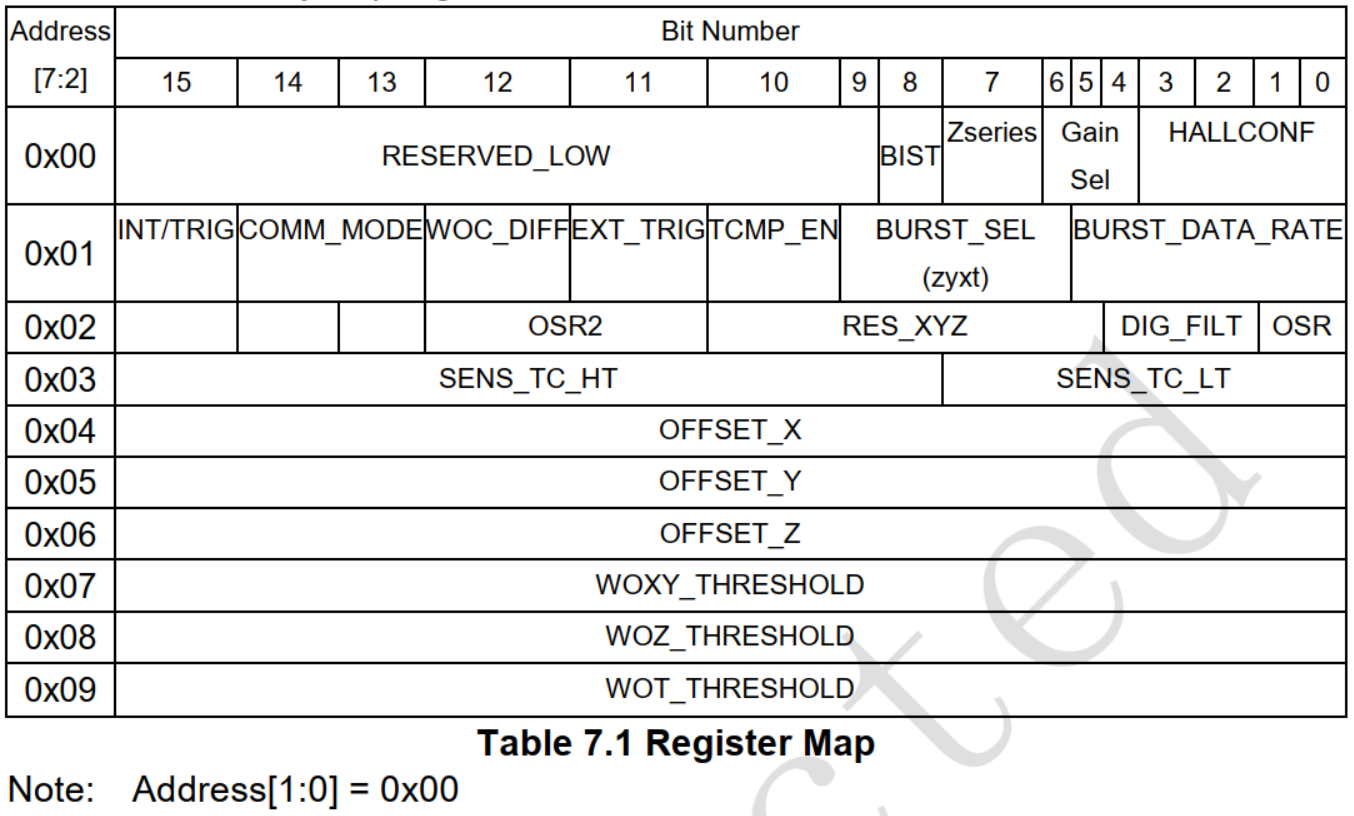 Address Bit Number
[7:2] 15 14 13 12 11 10 9 8 7 6 5 4 3 2 1 0
0x00 RESERVED_LOW BIST Zseries Gain Sel HALLCONF
0x01 INT/TRIG COMM_MODE WOC_DIFF EXT_TRIG TCMP_EN BURST_SEL (zyxt) BURST_DATA_RATE
0x02 OSR2 RES_XYZ DIG_FILT OSR
0x03 SENS_TC_HT SENS_TC_LT
0x04 OFFSET_X
0x05 OFFSET_Y
0x06 OFFSET_Z
0x07 WOXY_THRESHOLD
0x08 WOZ_THRESHOLD
0x09 WOT_THRESHOLD
Table 7.1 Register Map
Note: Address[1:0] = 0x00
cted